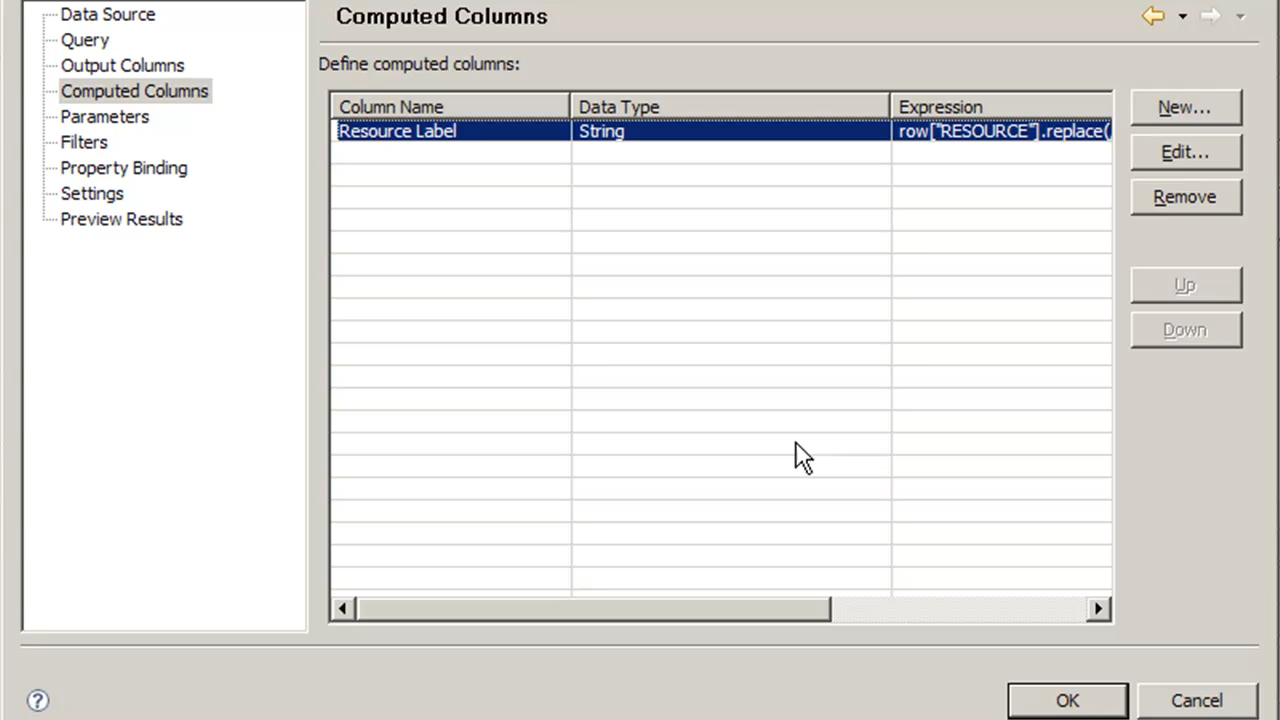 Data Source
Query
Output Columns
Computed Columns
Parameters
Filters
Property Binding
Settings
Preview Results
Computed Columns
Define computed columns:
Column Name Data Type Expression
Resource Label String row["RESOURCE"].replace(
New...
Edit...
Remove
Up
Down
?
OK Cancel